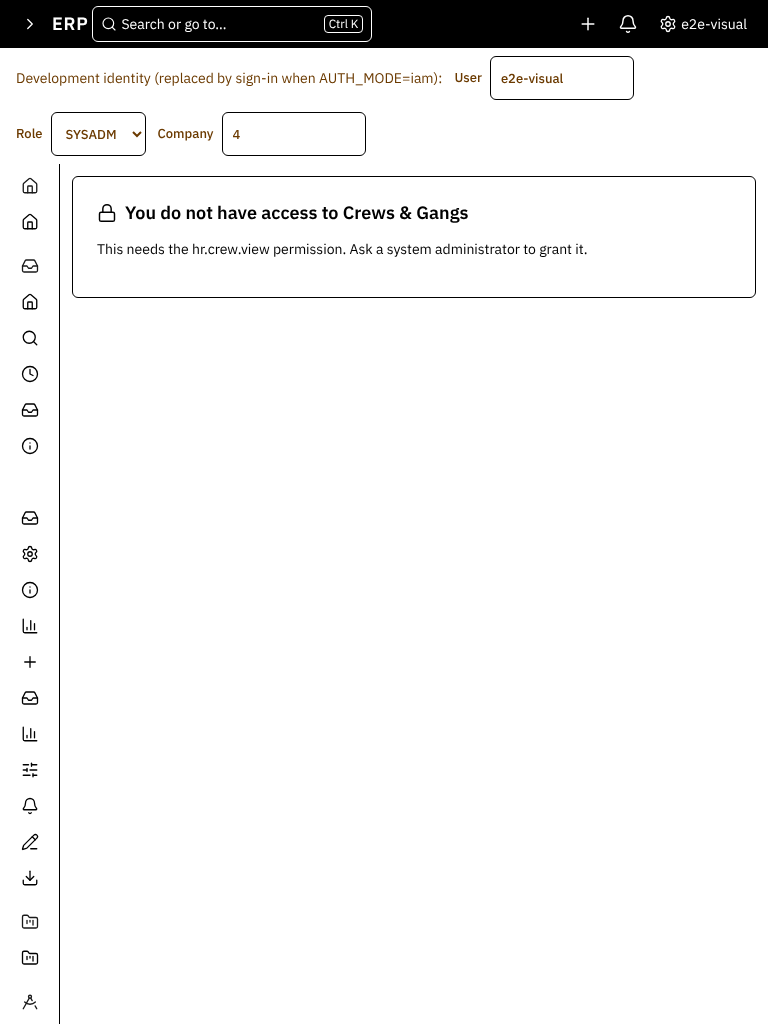 ERP Search or go to... Ctrl K e2e-visual
Development identity (replaced by sign-in when AUTH_MODE=iam): User e2e-visual
Role SYSADM Company 4
You do not have access to Crews & Gangs
This needs the hr.crew.view permission. Ask a system administrator to grant it.